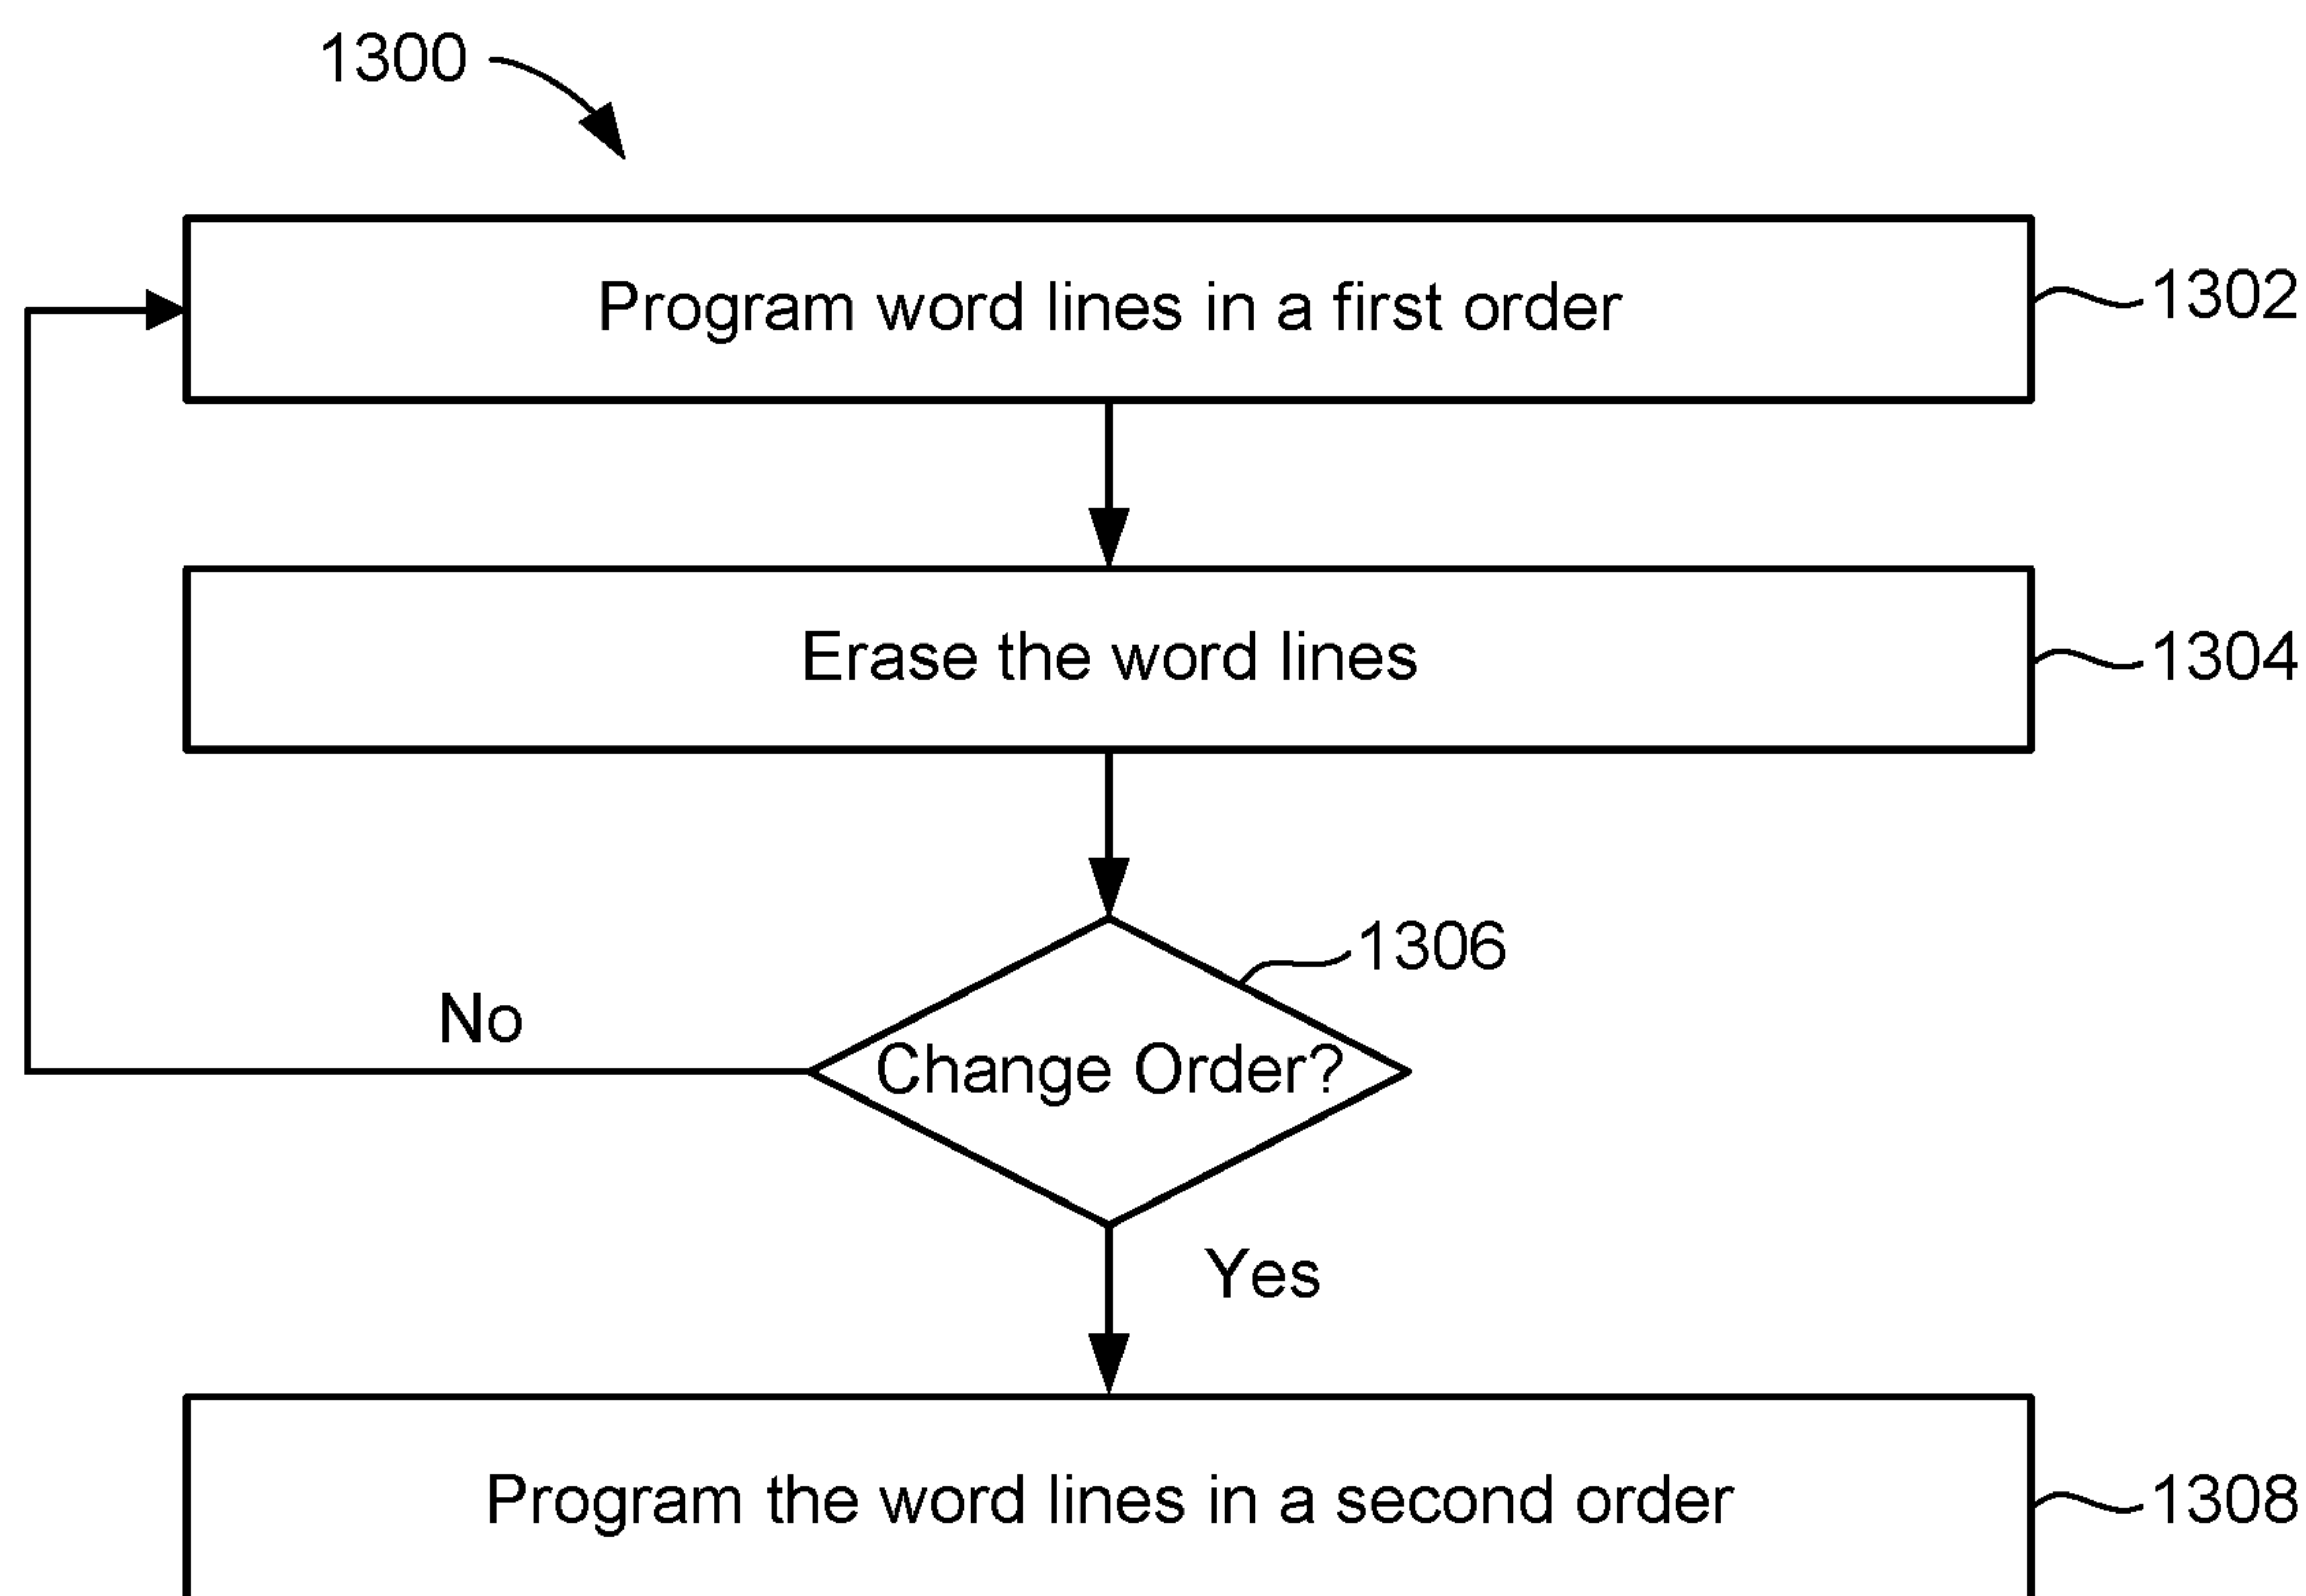 1300
Program word lines in a first order
1302
Erase the word lines
1304
1306
Change Order?
No
Yes
Program the word lines in a second order
1308